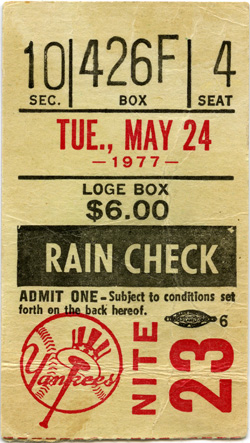 10 426F 4
SEC. BOX SEAT
TUE., MAY 24
—1977—
LOGE BOX
$6.00
RAIN CHECK
ADMIT ONE—Subject to conditions set
forth on the back hereof.
6
Yankees
NITE
23